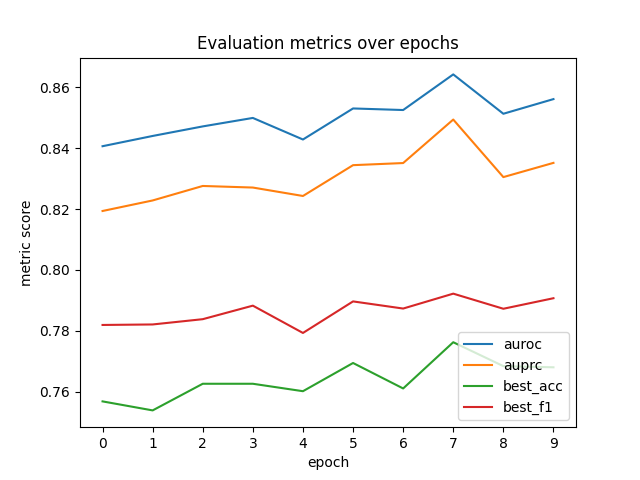 Evaluation metrics over epochs
metric score
0.86
0.84
0.82
0.80
0.78
0.76
auroc
auprc
best_acc
best_f1
0 1 2 3 4 5 6 7 8 9
epoch